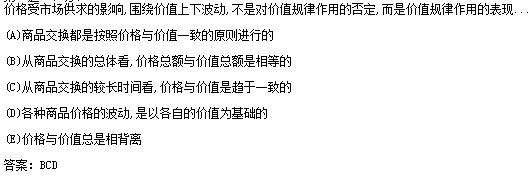 价格受市场供求的影响,围绕价值上下波动,不是对价值规律作用的否定,而是价值规律作用的表现...
(A)商品交换都是按照价格与价值一致的原则进行的
(B)从商品交换的总体看,价格总额与价值总额是相等的
(C)从商品交换的较长时间看,价格与价值是趋于一致的
(D)各种商品价格的波动,是以各自的价值为基础的
(E)价格与价值总是相背离
答案: BCD